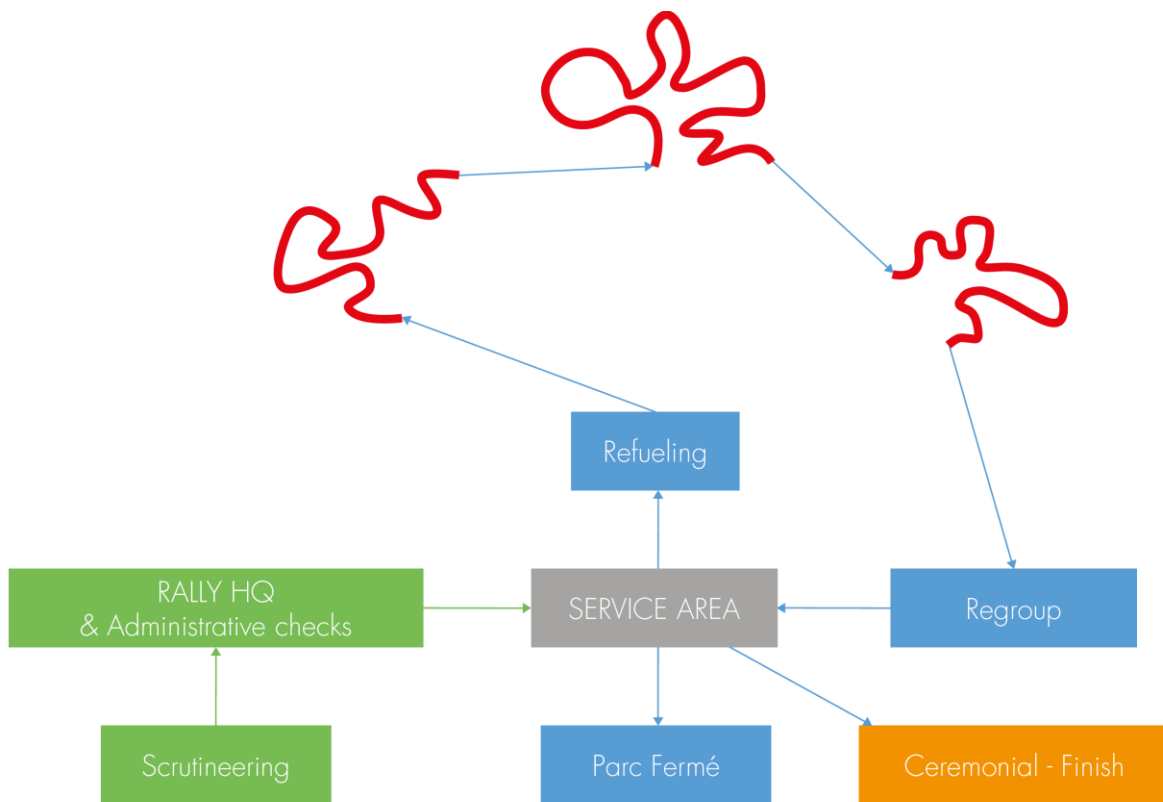 Refueling
RALLY HQ
& Administrative checks
SERVICE AREA
Regroup
Scrutineering
Parc Fermé
Ceremonial - Finish